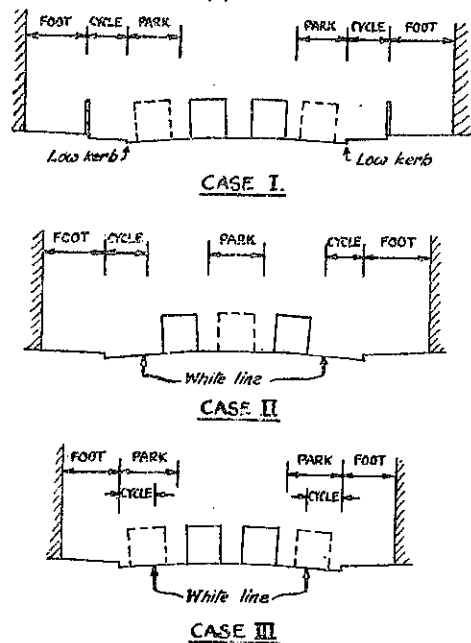 FOOT CYCLE PARK PARK CYCLE FOOT
Low kerb Low kerb
CASE I.
FOOT CYCLE PARK CYCLE FOOT
White line
CASE II
FOOT PARK PARK FOOT
CYCLE CYCLE
White line
CASE III